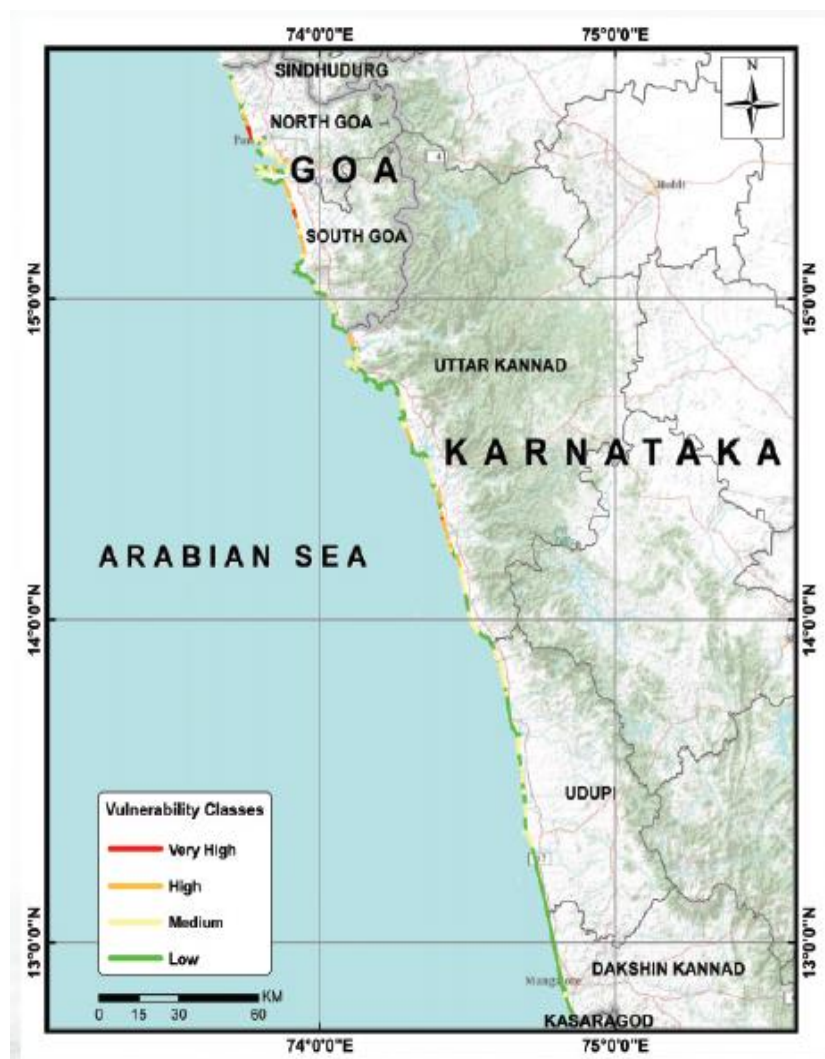 74°0'0"E 75°0'0"E
SINDHUDURG
N
NORTH GOA
4
GOA
SOUTH GOA
15°0'0"N 15°0'0"N
UTTAR KANNAD
KARNATAKA
ARABIAN SEA
14°0'0"N 14°0'0"N
UDUPI
Vulnerability Classes
Very High
High
Medium
Low
13°0'0"N 13°0'0"N
DAKSHIN KANNAD
Mangalore
KM
0 15 30 60
KASARAGOD
74°0'0"E 75°0'0"E